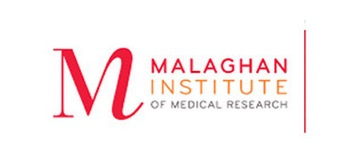 M
MALAGHAN
INSTITUTE
OF MEDICAL RESEARCH